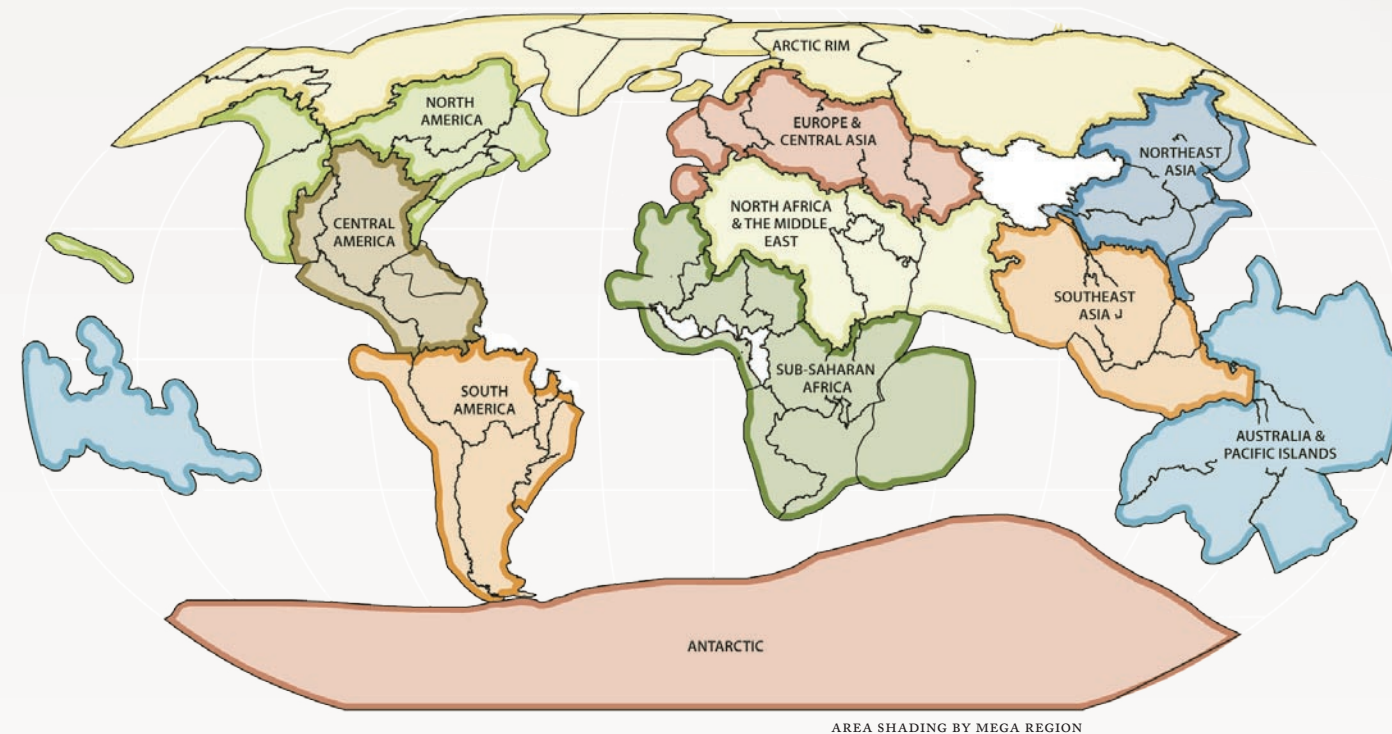 ARCTIC RIM
NORTH
AMERICA
EUROPE &
CENTRAL ASIA
NORTHEAST
ASIA
NORTH AFRICA
& THE MIDDLE
EAST
CENTRAL
AMERICA
SOUTHEAST
ASIA
SUB-SAHARAN
AFRICA
SOUTH
AMERICA
AUSTRALIA &
PACIFIC ISLANDS
ANTARCTIC
AREA SHADING BY MEGA REGION